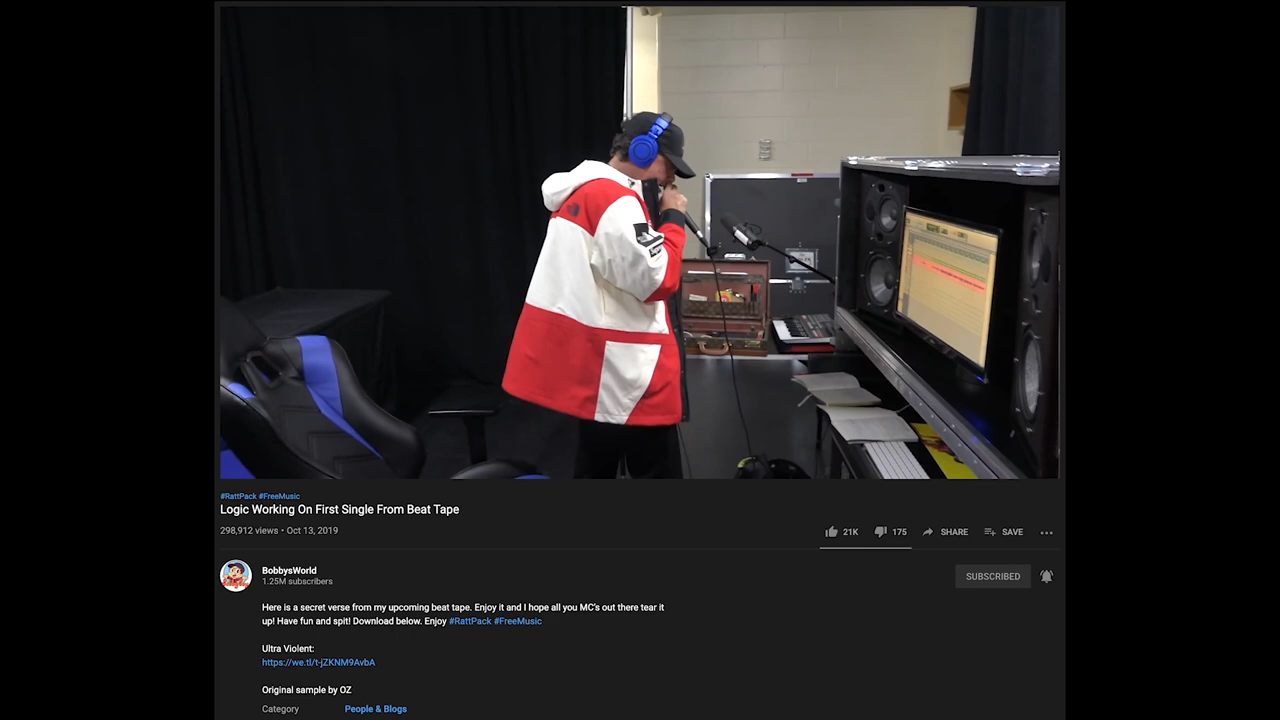 #RattPack #FreeMusic
Logic Working On First Single From Beat Tape
298,912 views • Oct 13, 2019
21K
175
SHARE
SAVE
BobbysWorld
1.25M subscribers
SUBSCRIBED
Here is a secret verse from my upcoming beat tape. Enjoy it and I hope all you MC's out there tear it
up! Have fun and spit! Download below. Enjoy #RattPack #FreeMusic
Ultra Violent:
https://we.tl/t-jZKNM9AvbA
Original sample by OZ
Category
People & Blogs